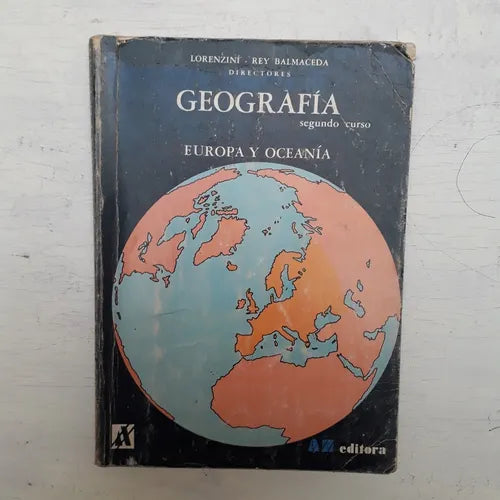 LORENZINI - REY BALMACEDA
DIRECTORES
GEOGRAFÍA
segundo curso
EUROPA Y OCEANÍA
AZ editora